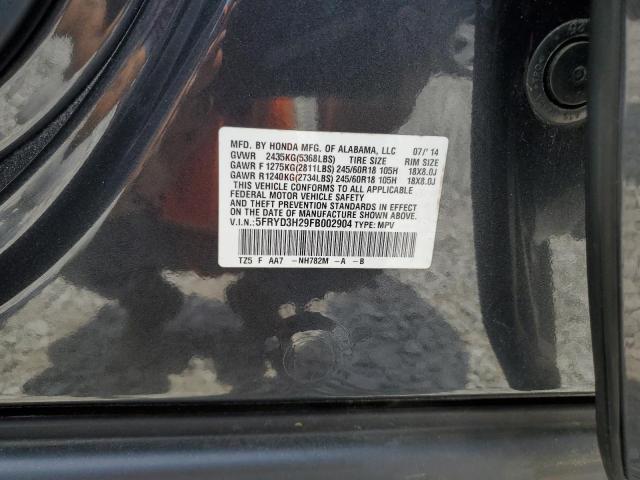 MFD. BY HONDA MFG. OF ALABAMA, LLC 07/'14
GVWR 2435KG(5368LBS) TIRE SIZE RIM SIZE
GAWR F 1275KG(2811LBS) 245/60R18 105H 18X8.0J
GAWR R1240KG(2734LBS) 245/60R18 105H 18X8.0J
THIS VEHICLE CONFORMS TO ALL APPLICABLE
FEDERAL MOTOR VEHICLE SAFETY
AND THEFT PREVENTION STANDARDS IN EFFECT
ON THE DATE OF MANUFACTURE SHOWN ABOVE.
V.I.N.: 5FRYD3H29FB002904 TYPE: MPV
TZ5 F AA7 -NH782M -A -B